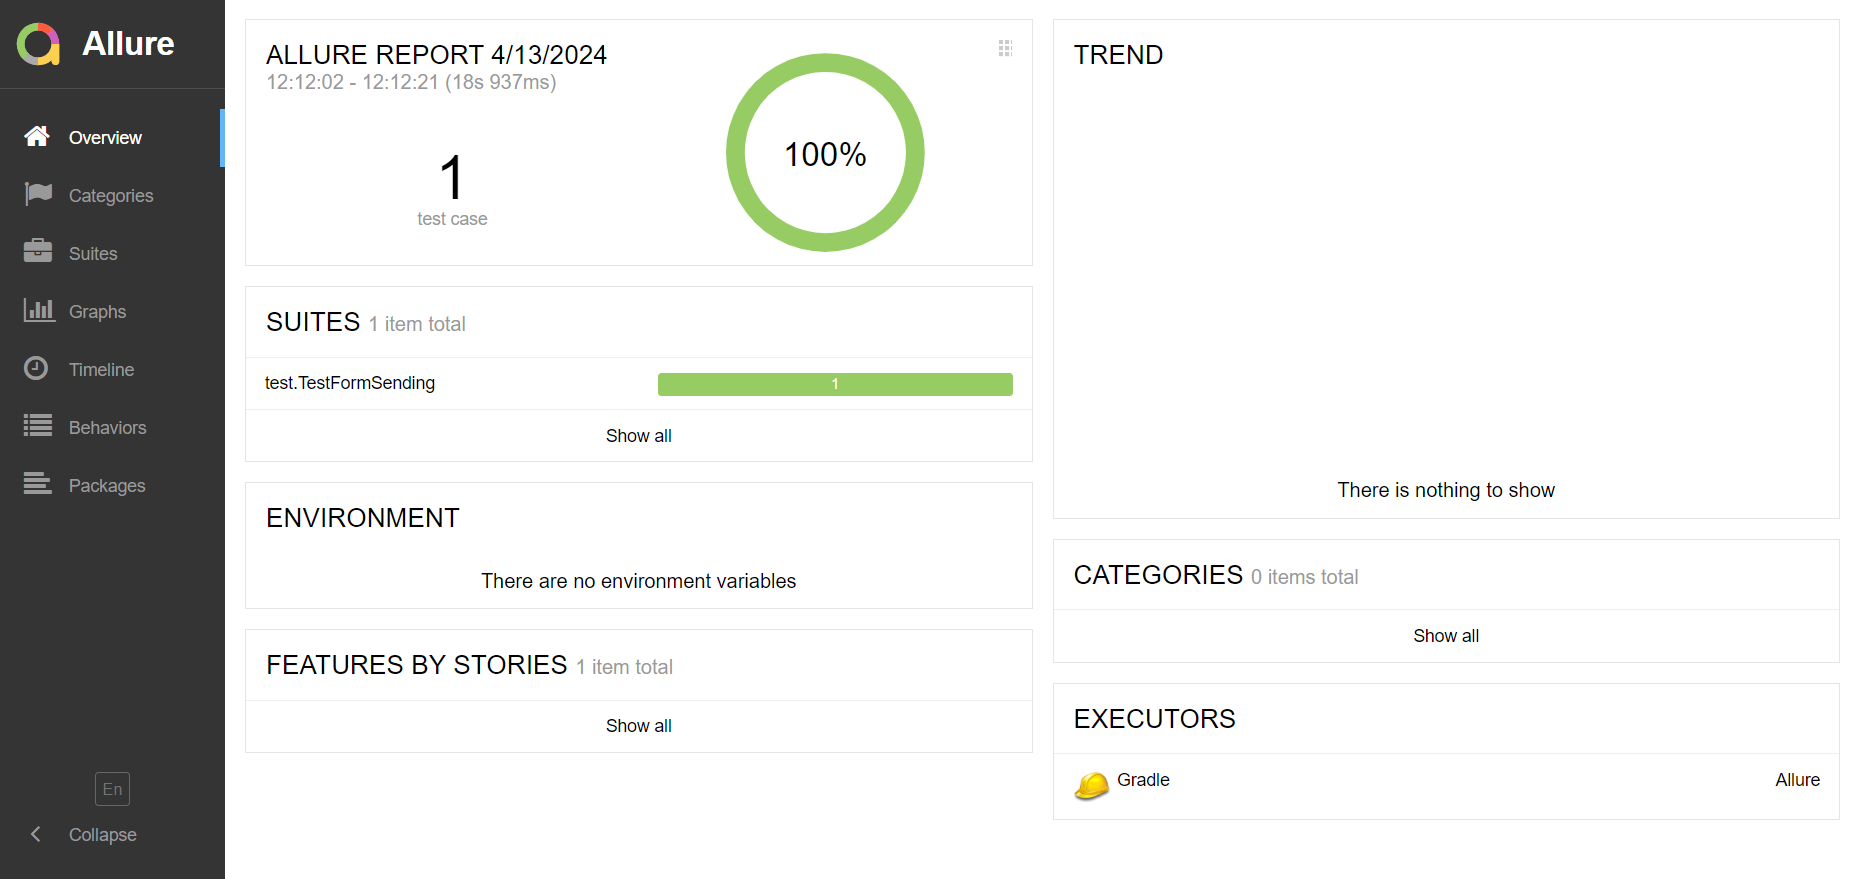 Allure
Overview
Categories
Suites
Graphs
Timeline
Behaviors
Packages
En
Collapse
ALLURE REPORT 4/13/2024
12:12:02 - 12:12:21 (18s 937ms)
1
test case
100%
SUITES 1 item total
test.TestFormSending 1
Show all
ENVIRONMENT
There are no environment variables
FEATURES BY STORIES 1 item total
Show all
TREND
There is nothing to show
CATEGORIES 0 items total
Show all
EXECUTORS
Gradle Allure